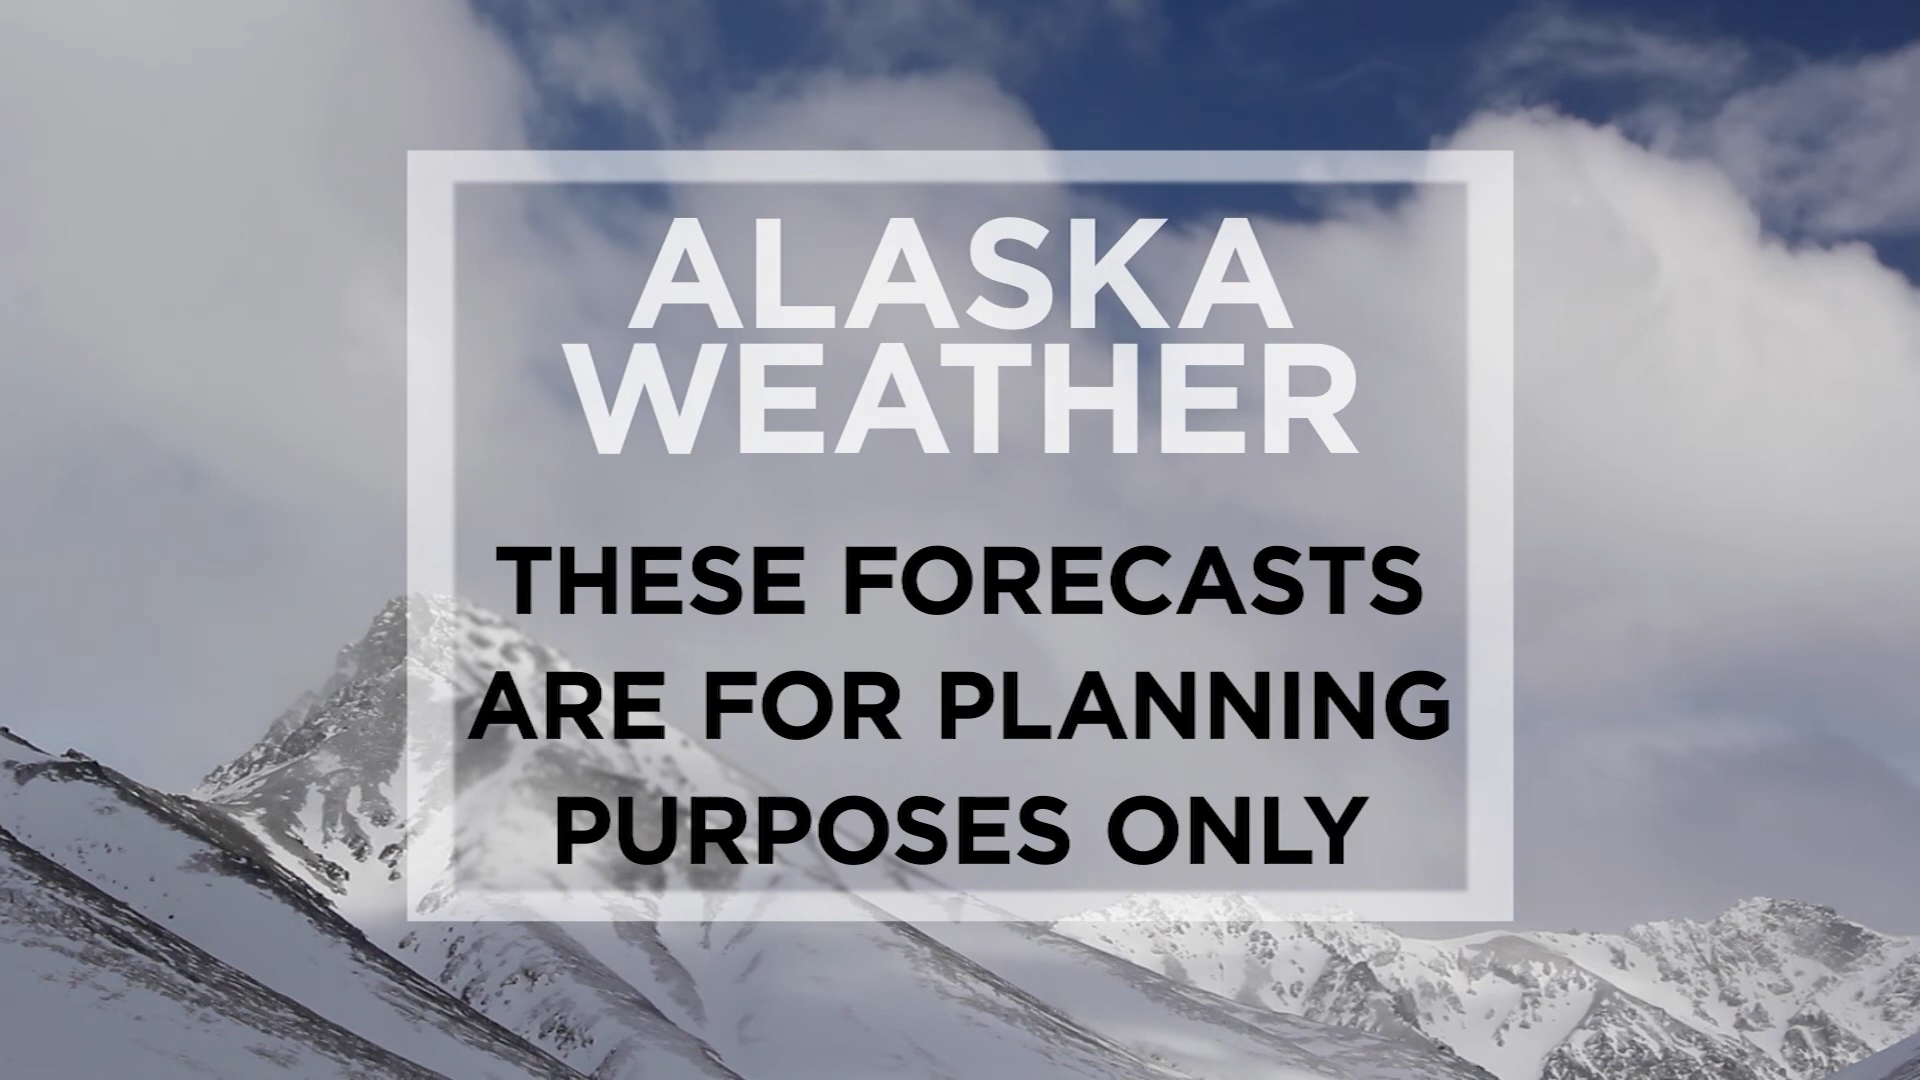 ALASKA
WEATHER
THESE FORECASTS
ARE FOR PLANNING
PURPOSES ONLY